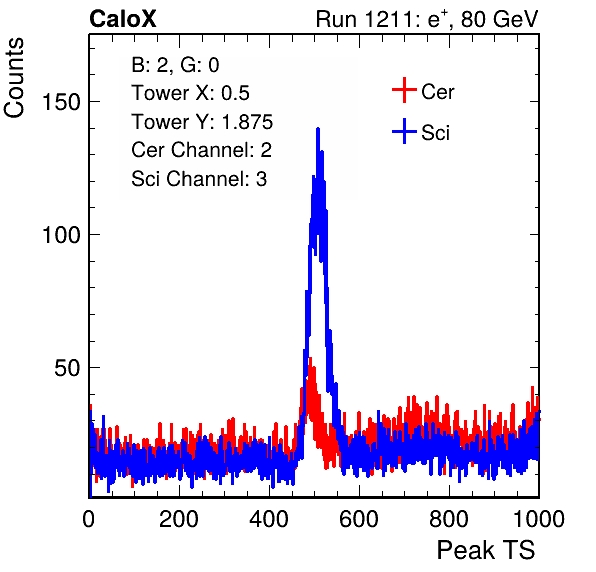 CaloX
Run 1211: e+, 80 GeV
Counts
B: 2, G: 0
Tower X: 0.5
Tower Y: 1.875
Cer Channel: 2
Sci Channel: 3
Cer
Sci
150
100
50
0 200 400 600 800 1000
Peak TS